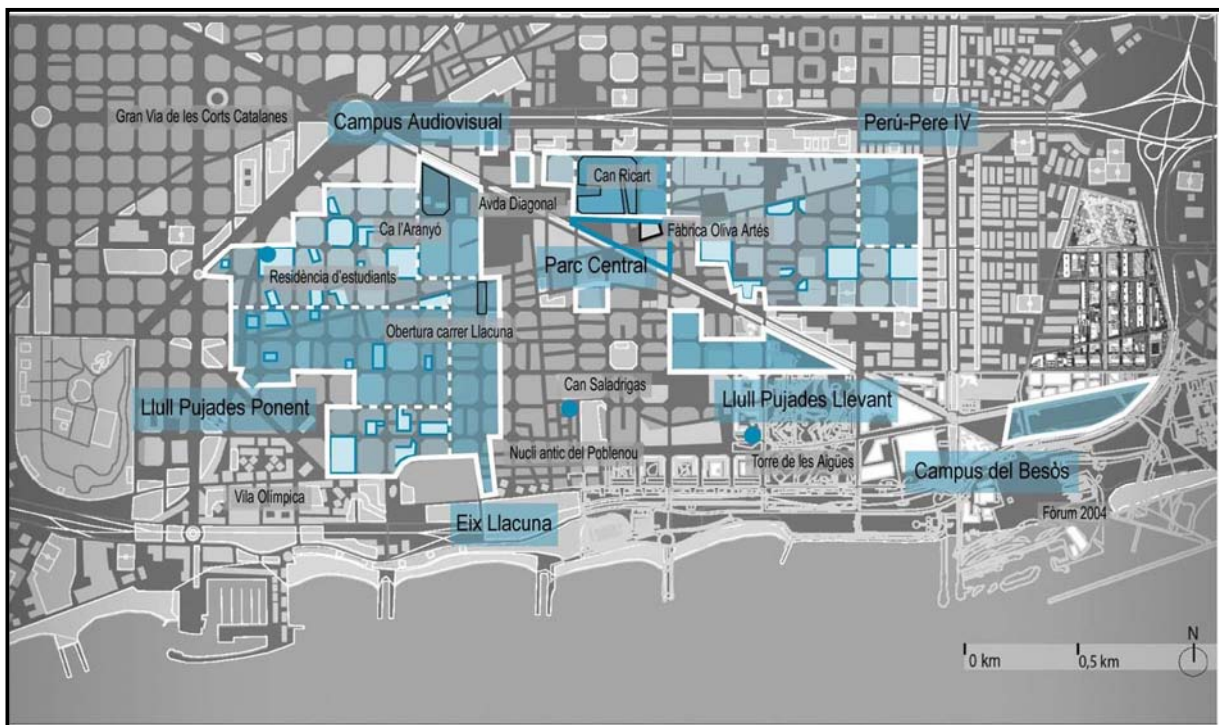 Gran Via de les Corts Catalanes
Campus Audiovisual
Perú-Pere IV
Can Ricart
Avda Diagonal
Ca l'Aranyó
Fàbrica Oliva Artés
Parc Central
Residència d'estudiants
Obertura carrer Llacuna
Can Saladrigas
Llull Pujades Ponent
Llull Pujades Llevant
Nucli antic del Poblenou
Torre de les Aigües
Campus del Besòs
Vila Olímpica
Eix Llacuna
Fòrum 2004
N
0 km
0,5 km